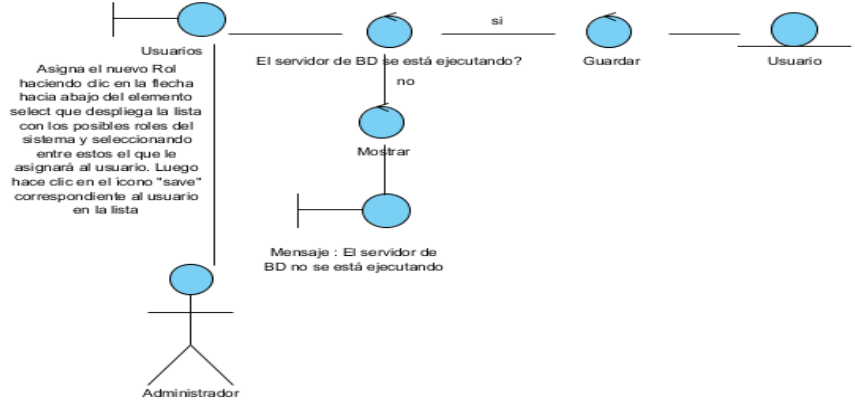 si
Usuarios
El servidor de BD se está ejecutando?
Guardar
Usuario
Asigna el nuevo Rol
haciendo clic en la flecha
hacia abajo del elemento
select que despliega la lista
con los posibles roles del
sistema y seleccionando
entre estos el que le
asignará al usuario. Luego
hace clic en el ícono "save"
correspondiente al usuario
en la lista
no
Mostrar
Mensaje : El servidor de
BD no se está ejecutando
Administrador